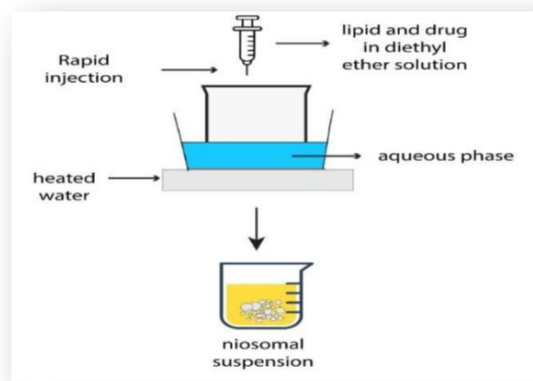 lipid and drug
in diethyl
ether solution
Rapid
injection
aqueous phase
heated
water
niosomal
suspension